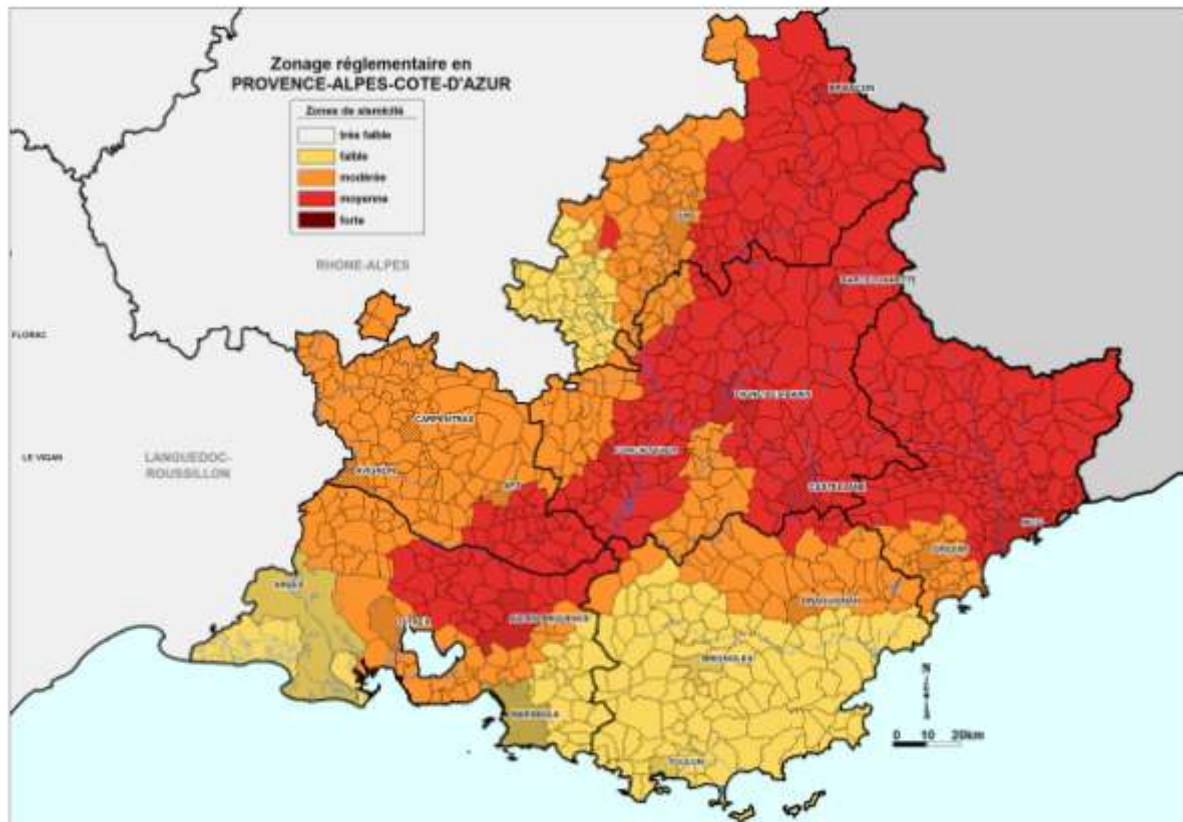 Zonage réglementaire en
PROVENCE-ALPES-COTE-D'AZUR
Zones de sismicité
très faible
faible
modérée
moyenne
forte
BRIANCON
GAP
RHONE-ALPES
BARCELONNETTE
FLORAC
DIGNE-LES-BAINS
CARPENTRAS
FORCALQUIER
LE VIGAN
LANGUEDOC-
ROUSSILLON
AVIGNON
APT
CASTELLANE
NICE
GRASSE
ARLES
DRAGUIGNAN
ISTRES
AIX-EN-PROVENCE
BRIGNOLES
N
MARSEILLE
0 10 20km
TOULON